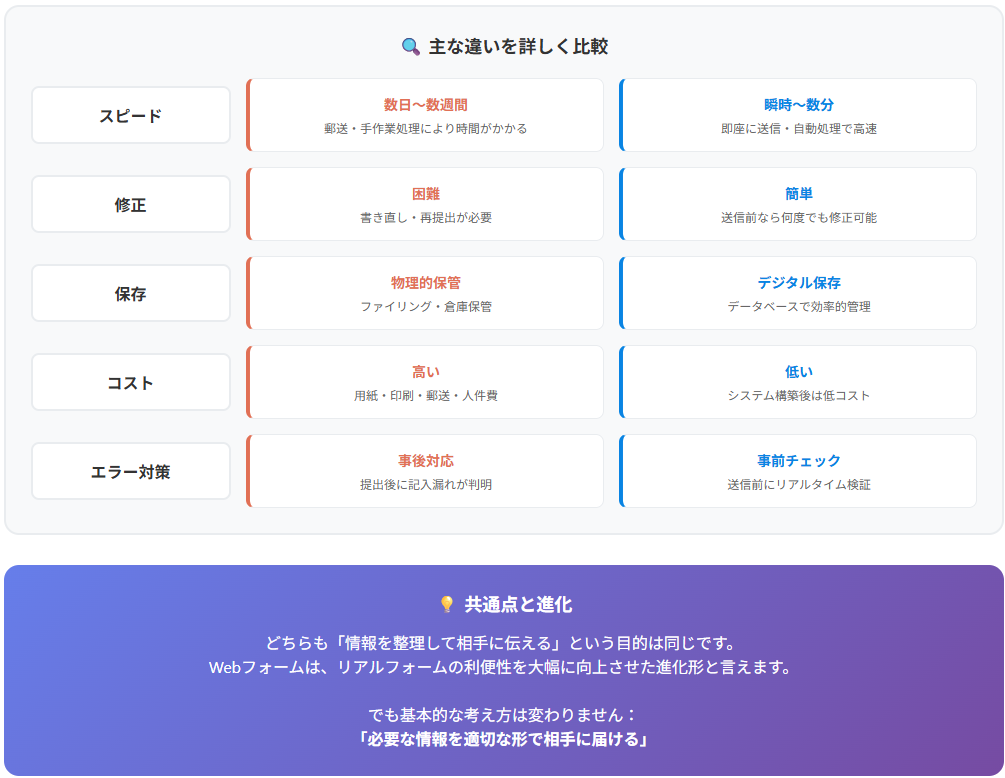 🔍 主な違いを詳しく比較
スピード
数日〜数週間
郵送・手作業処理により時間がかかる
瞬時〜数分
即座に送信・自動処理で高速
修正
困難
書き直し・再提出が必要
簡単
送信前なら何度でも修正可能
保存
物理的保管
ファイリング・倉庫保管
デジタル保存
データベースで効率的管理
コスト
高い
用紙・印刷・郵送・人件費
低い
システム構築後は低コスト
エラー対策
事後対応
提出後に記入漏れが判明
事前チェック
送信前にリアルタイム検証
💡 共通点と進化
どちらも「情報を整理して相手に伝える」という目的は同じです。
Webフォームは、リアルフォームの利便性を大幅に向上させた進化形と言えます。
でも基本的な考え方は変わりません：
「必要な情報を適切な形で相手に届ける」